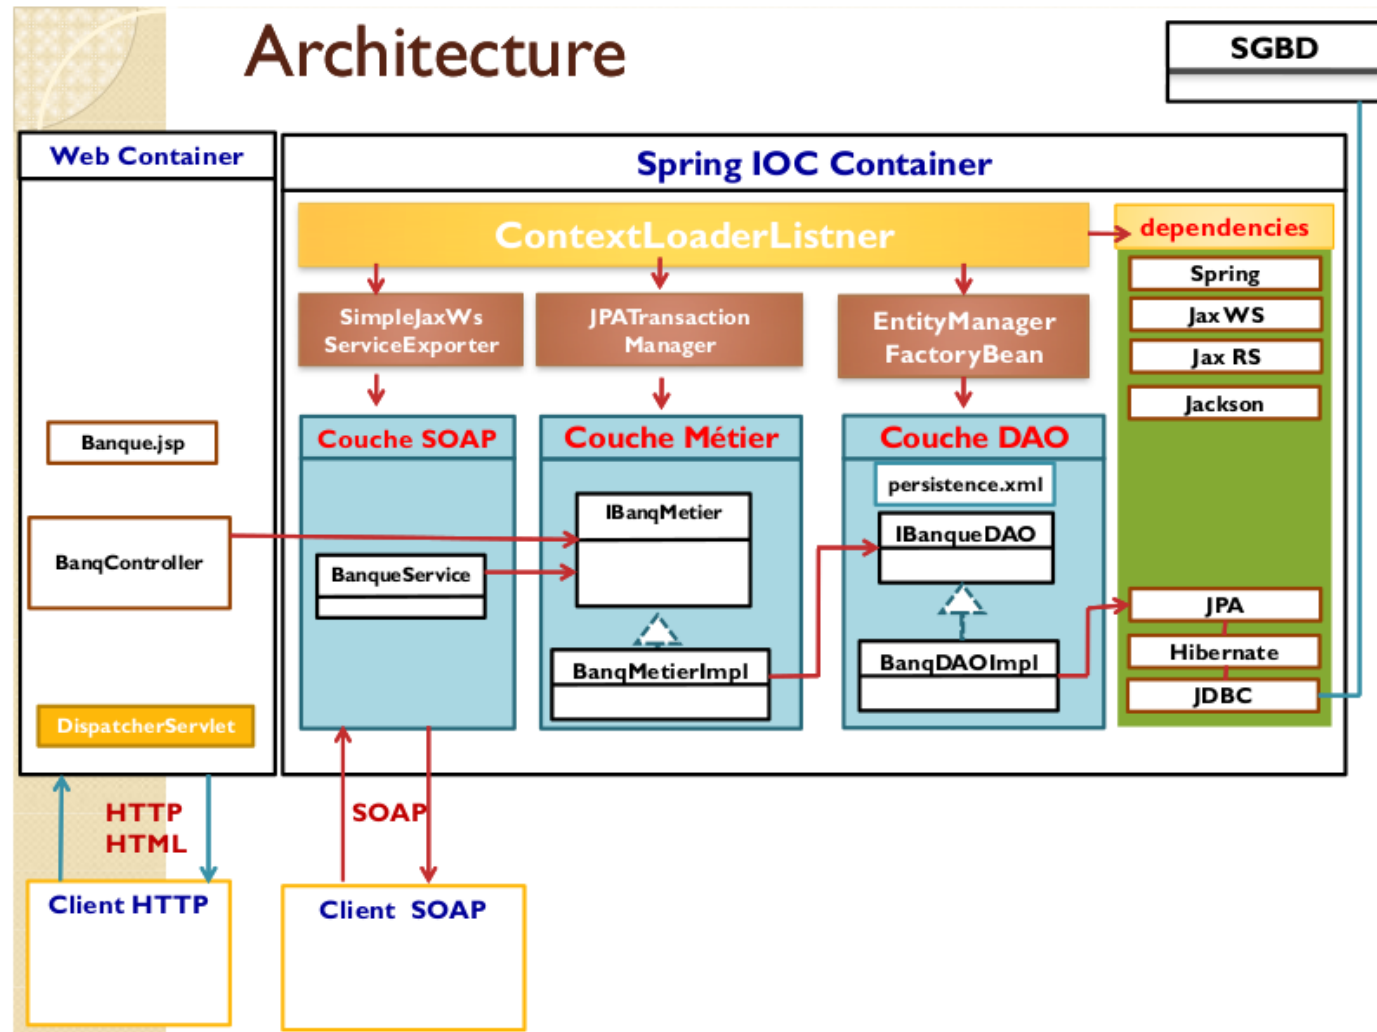 Architecture
SGBD
Web Container
Spring IOC Container
ContextLoaderListner
dependencies
Spring
Jax WS
Jax RS
Jackson
SimpleJaxWs
ServiceExporter
JPATransaction
Manager
EntityManager
FactoryBean
Banque.jsp
BanqController
DispatcherServlet
Couche SOAP
BanqueService
Couche Métier
IBanqMetier
BanqMetierImpl
Couche DAO
persistence.xml
IBanqueDAO
BanqDAOImpl
JPA
Hibernate
JDBC
HTTP
HTML
SOAP
Client HTTP
Client SOAP